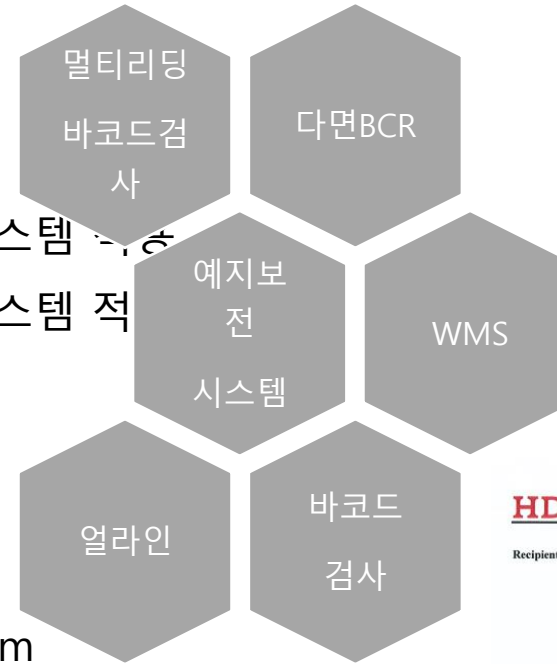 멀티리딩
바코드검
사
다면BCR
스템
스템 적
예지보
전
시스템
WMS
얼라인
바코드
검사
HD
Recipient
m